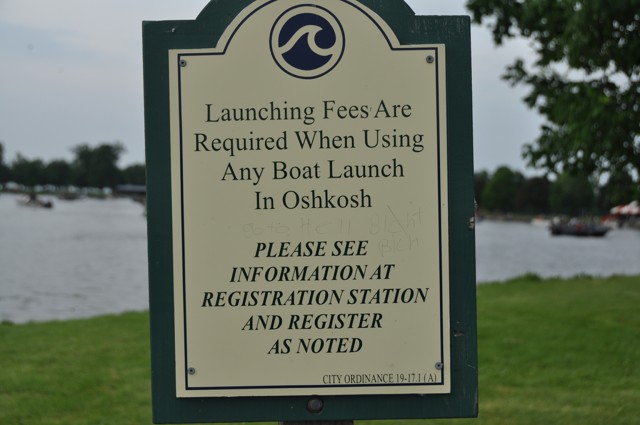 Launching Fees Are
Required When Using
Any Boat Launch
In Oshkosh
PLEASE SEE
INFORMATION AT
REGISTRATION STATION
AND REGISTER
AS NOTED
CITY ORDINANCE 19-17.1 (A)